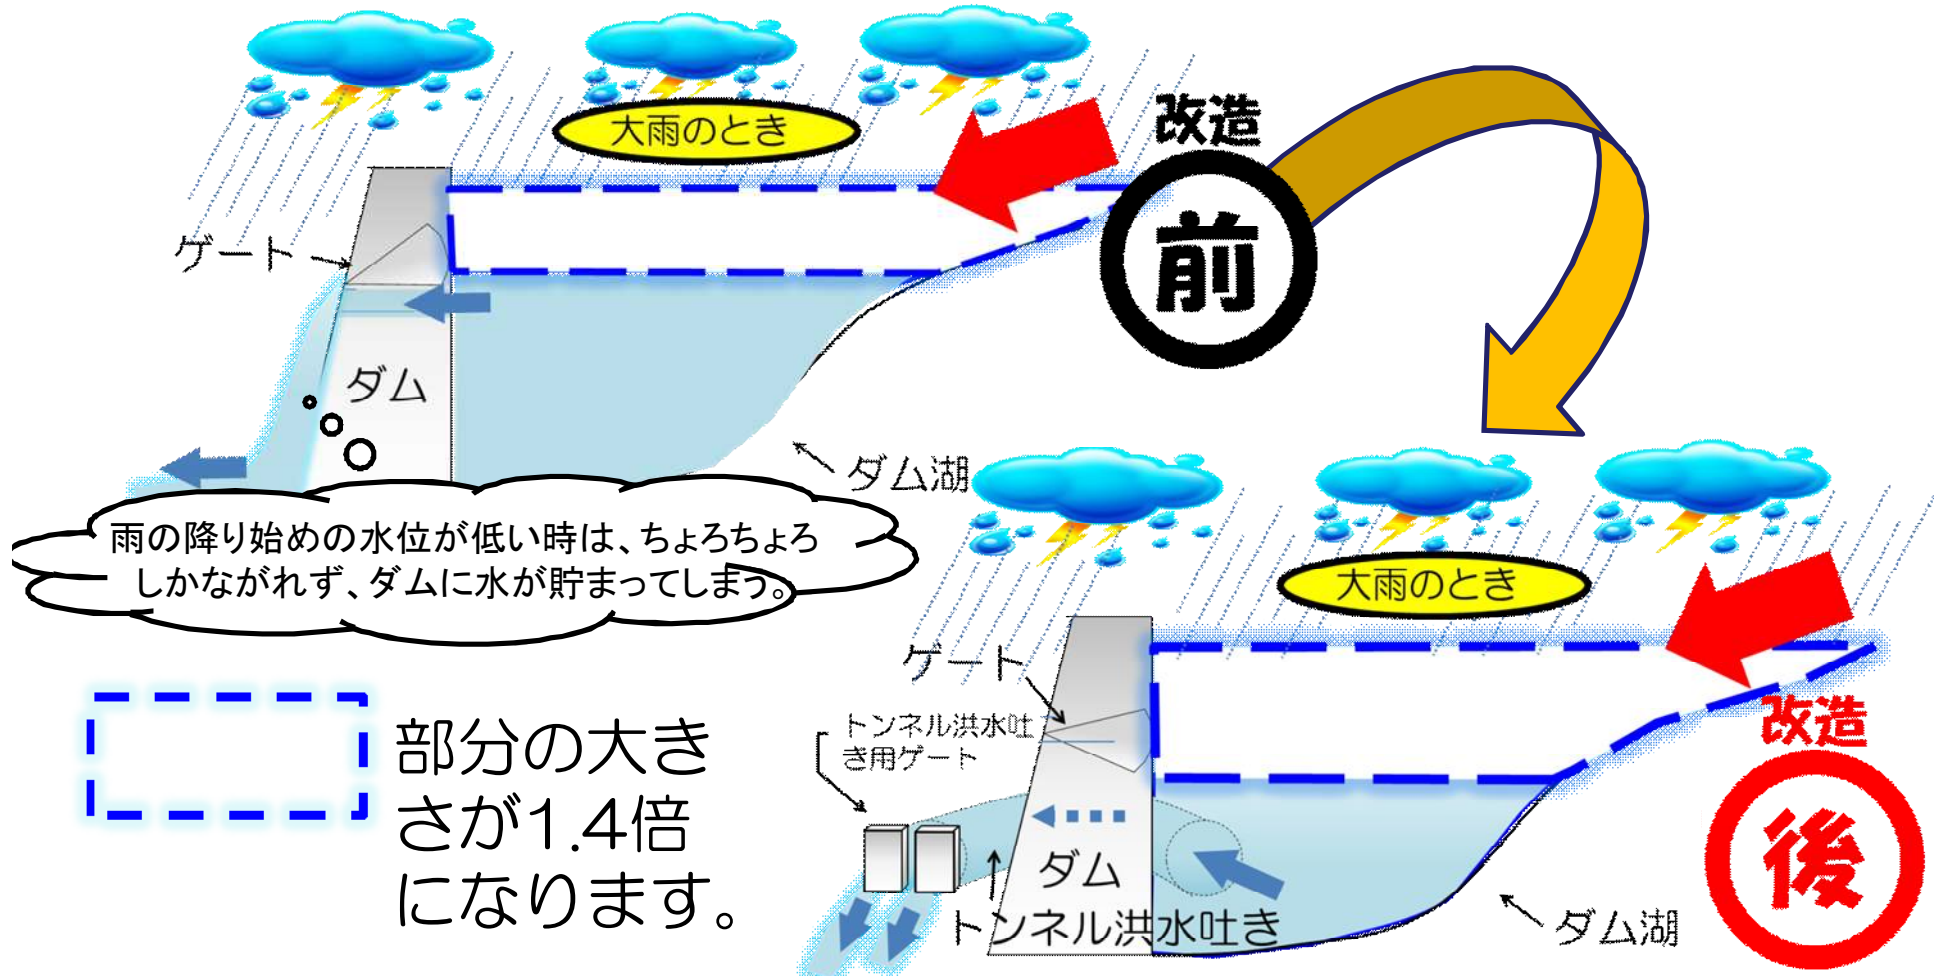 大雨のとき
改造
前
ゲート
ダム
ダム湖
雨の降り始めの水位が低い時は、ちょろちょろ
しかながれず、ダムに水が貯まってしまう。
大雨のとき
改造
後
ゲート
トンネル洪水吐
き用ゲート
ダム
トンネル洪水吐き
ダム湖
部分の大き
さが1.4倍
になります。